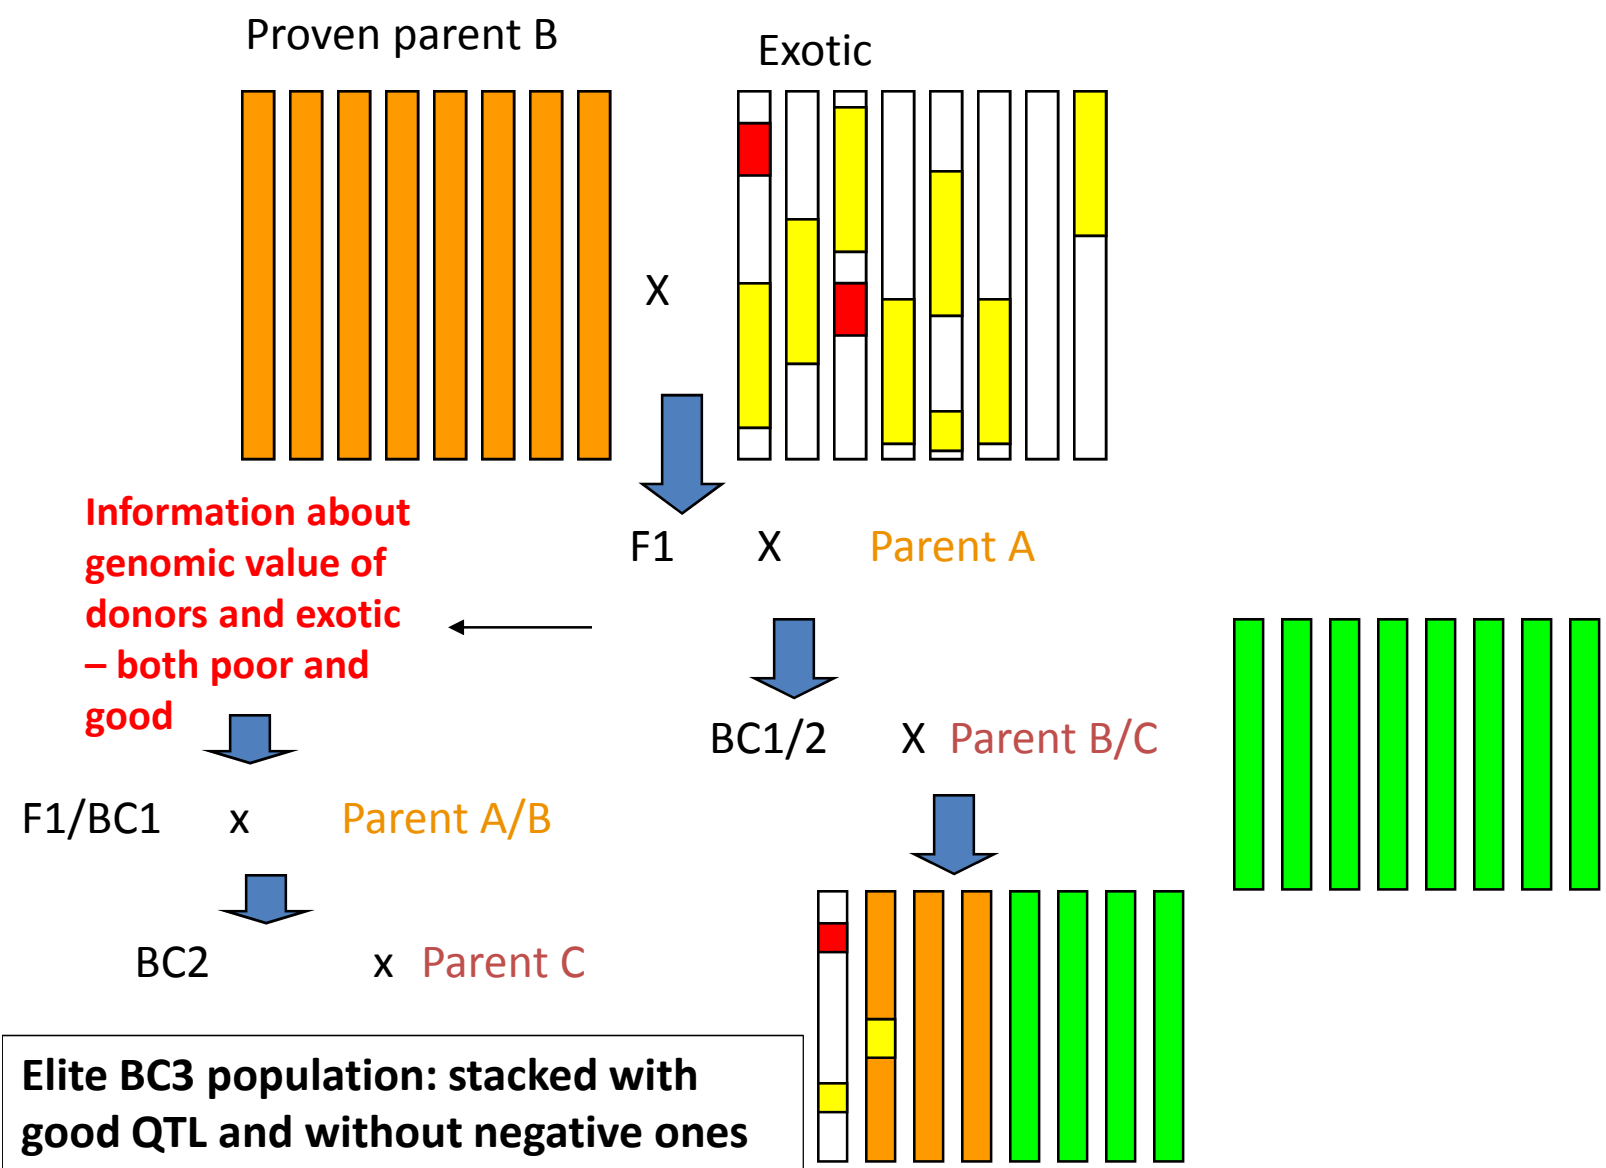 Proven parent B
Exotic
X
Information about
genomic value of
donors and exotic
– both poor and
good
F1 X Parent A
BC1/2 X Parent B/C
F1/BC1 x Parent A/B
BC2 x Parent C
Elite BC3 population: stacked with
good QTL and without negative ones